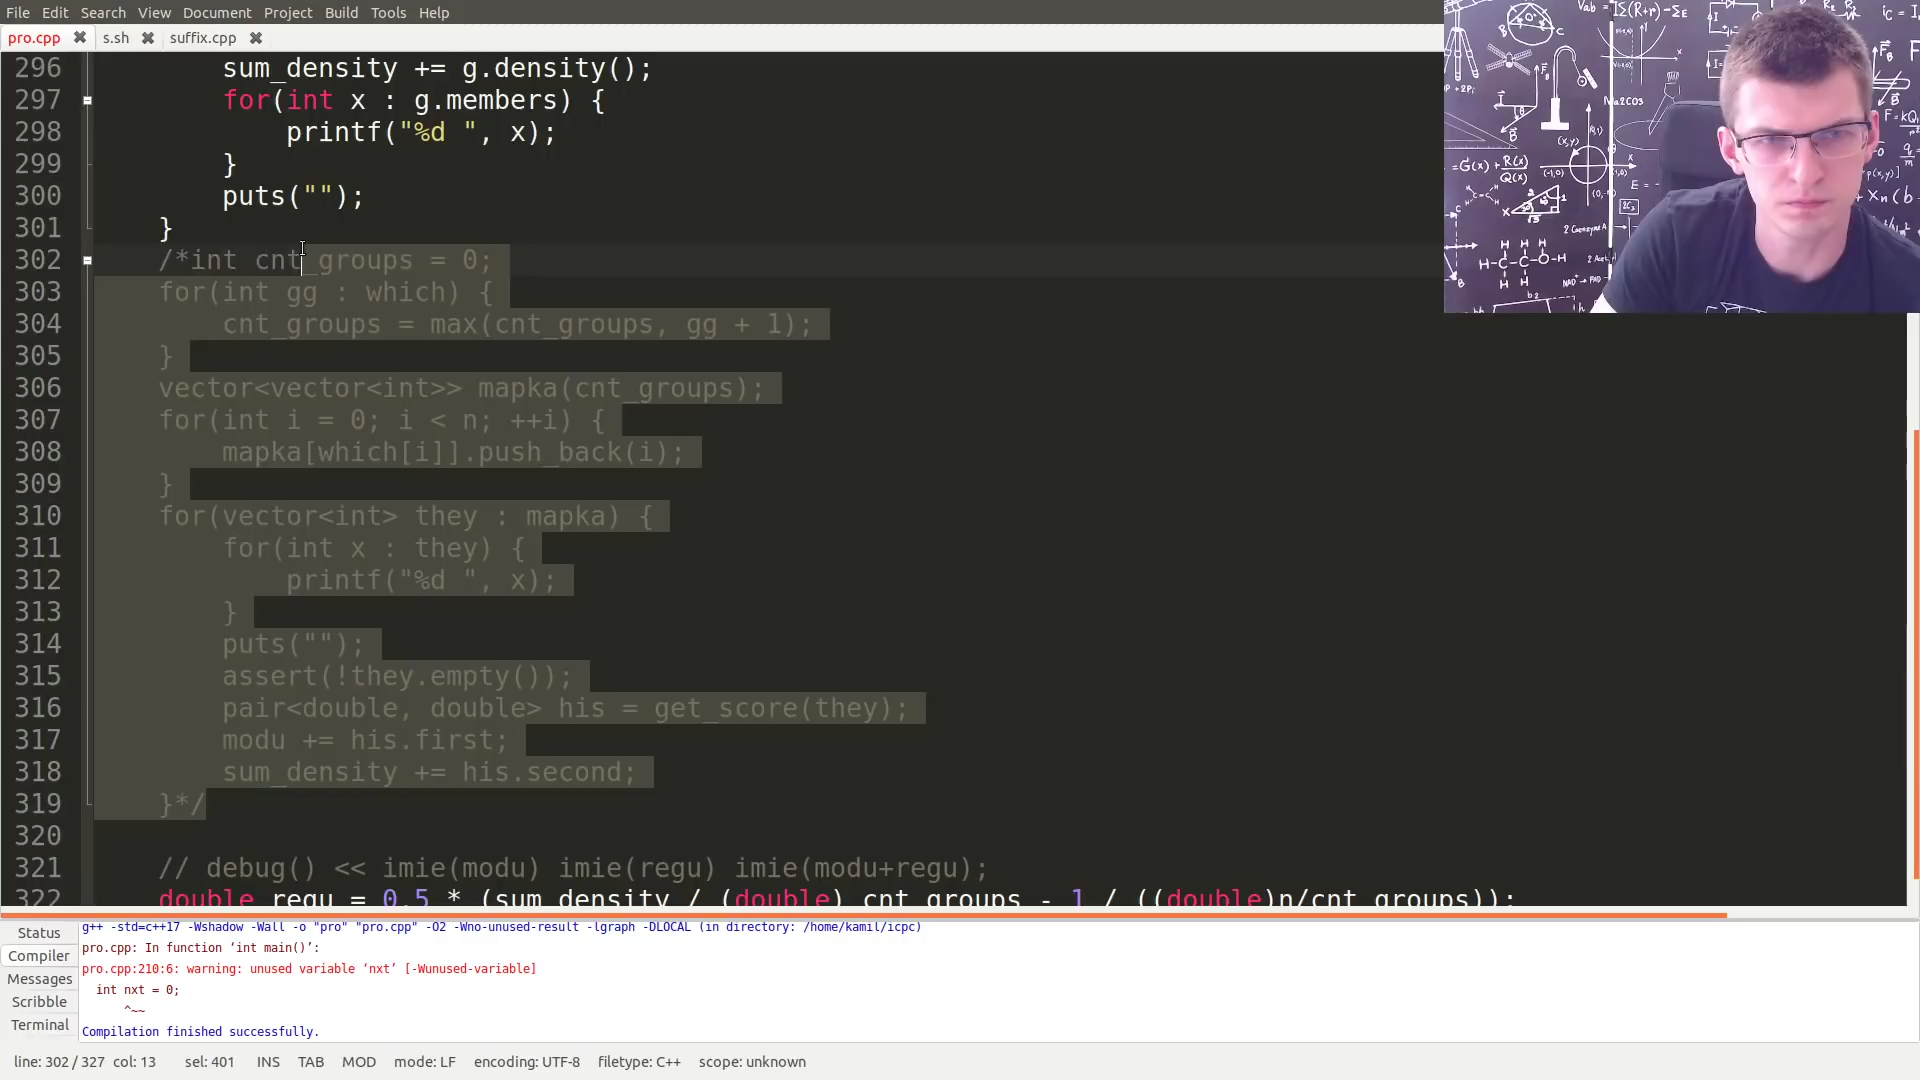 File Edit Search View Document Project Build Tools Help
pro.cpp s.sh suffix.cpp
296 sum_density += g.density();
297 for(int x : g.members) {
298 printf("%d ", x);
299 }
300 puts("");
301 }
302 /*int cnt_groups = 0;
303 for(int gg : which) {
304 cnt_groups = max(cnt_groups, gg + 1);
305 }
306 vector<vector<int>> mapka(cnt_groups);
307 for(int i = 0; i < n; ++i) {
308 mapka[which[i]].push_back(i);
309 }
310 for(vector<int> they : mapka) {
311 for(int x : they) {
312 printf("%d ", x);
313 }
314 puts("");
315 assert(!they.empty());
316 pair<double, double> his = get_score(they);
317 modu += his.first;
318 sum_density += his.second;
319 }*/
320
321 // debug() << imie(modu) imie(regu) imie(modu+regu);
322 double regu = 0.5 * (sum_density / (double) cnt_groups - 1 / ((double)n/cnt_groups));
Status
Compiler
Messages
Scribble
Terminal
g++ -std=c++17 -Wshadow -Wall -o "pro" "pro.cpp" -O2 -Wno-unused-result -lgraph -DLOCAL (in directory: /home/kamil/icpc)
pro.cpp: In function ‘int main()’:
pro.cpp:210:6: warning: unused variable ‘nxt’ [-Wunused-variable]
int nxt = 0;
^~~
Compilation finished successfully.
line: 302 / 327 col: 13 sel: 401 INS TAB MOD mode: LF encoding: UTF-8 filetype: C++ scope: unknown